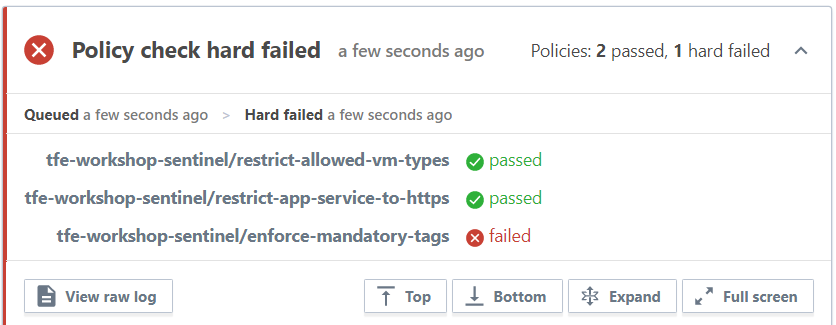 Policy check hard failed a few seconds ago Policies: 2 passed, 1 hard failed
Queued a few seconds ago > Hard failed a few seconds ago
tfe-workshop-sentinel/restrict-allowed-vm-types passed
tfe-workshop-sentinel/restrict-app-service-to-https passed
tfe-workshop-sentinel/enforce-mandatory-tags failed
View raw log Top Bottom Expand Full screen